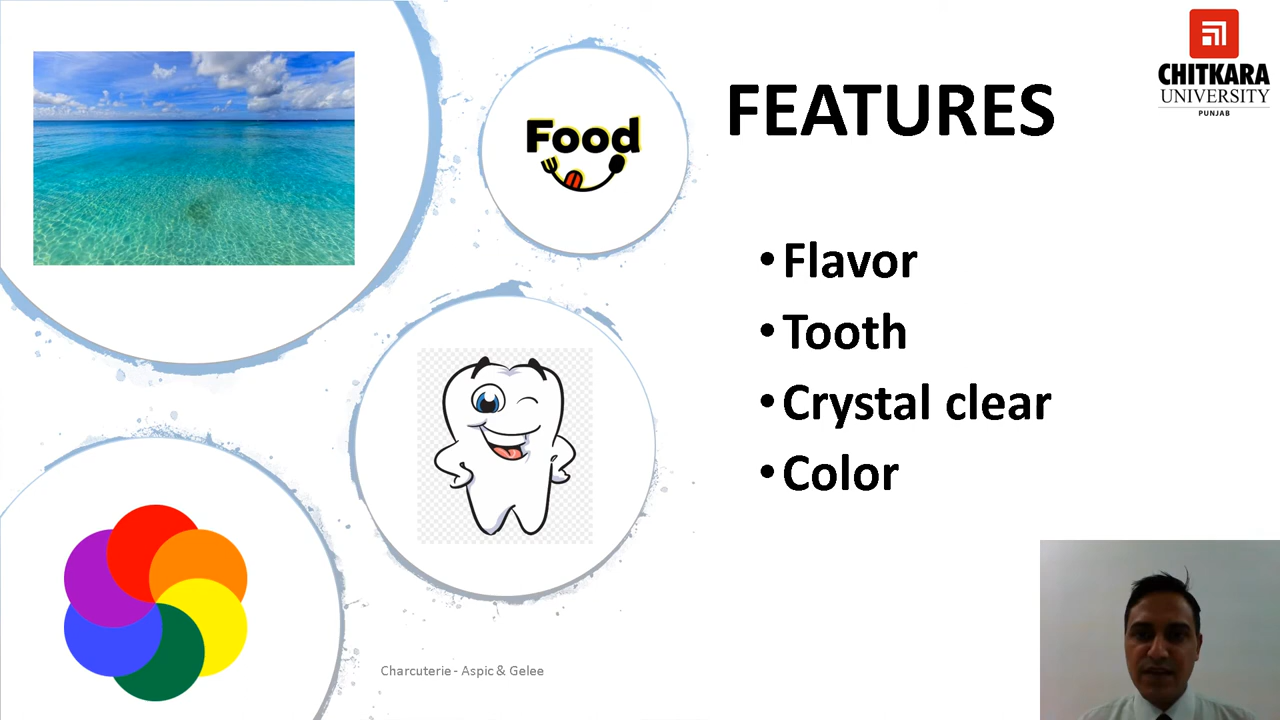 CHITKARA
UNIVERSITY
PUNJAB
FEATURES
Food
• Flavor
• Tooth
• Crystal clear
• Color
Charcuterie - Aspic & Gelee